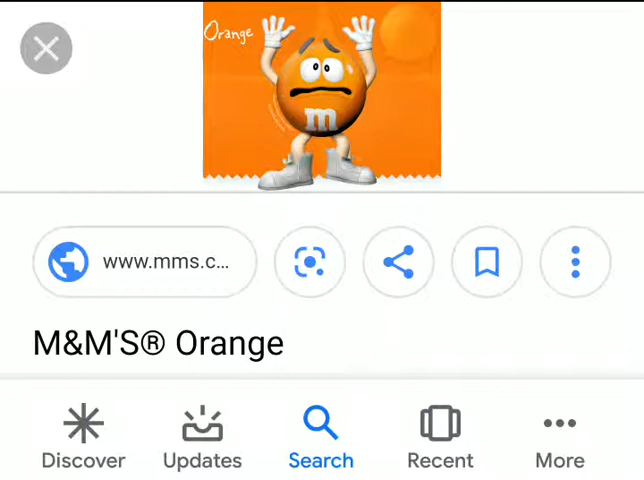 Orange
m
www.mms.c...
M&M'S® Orange
Discover Updates Search Recent More